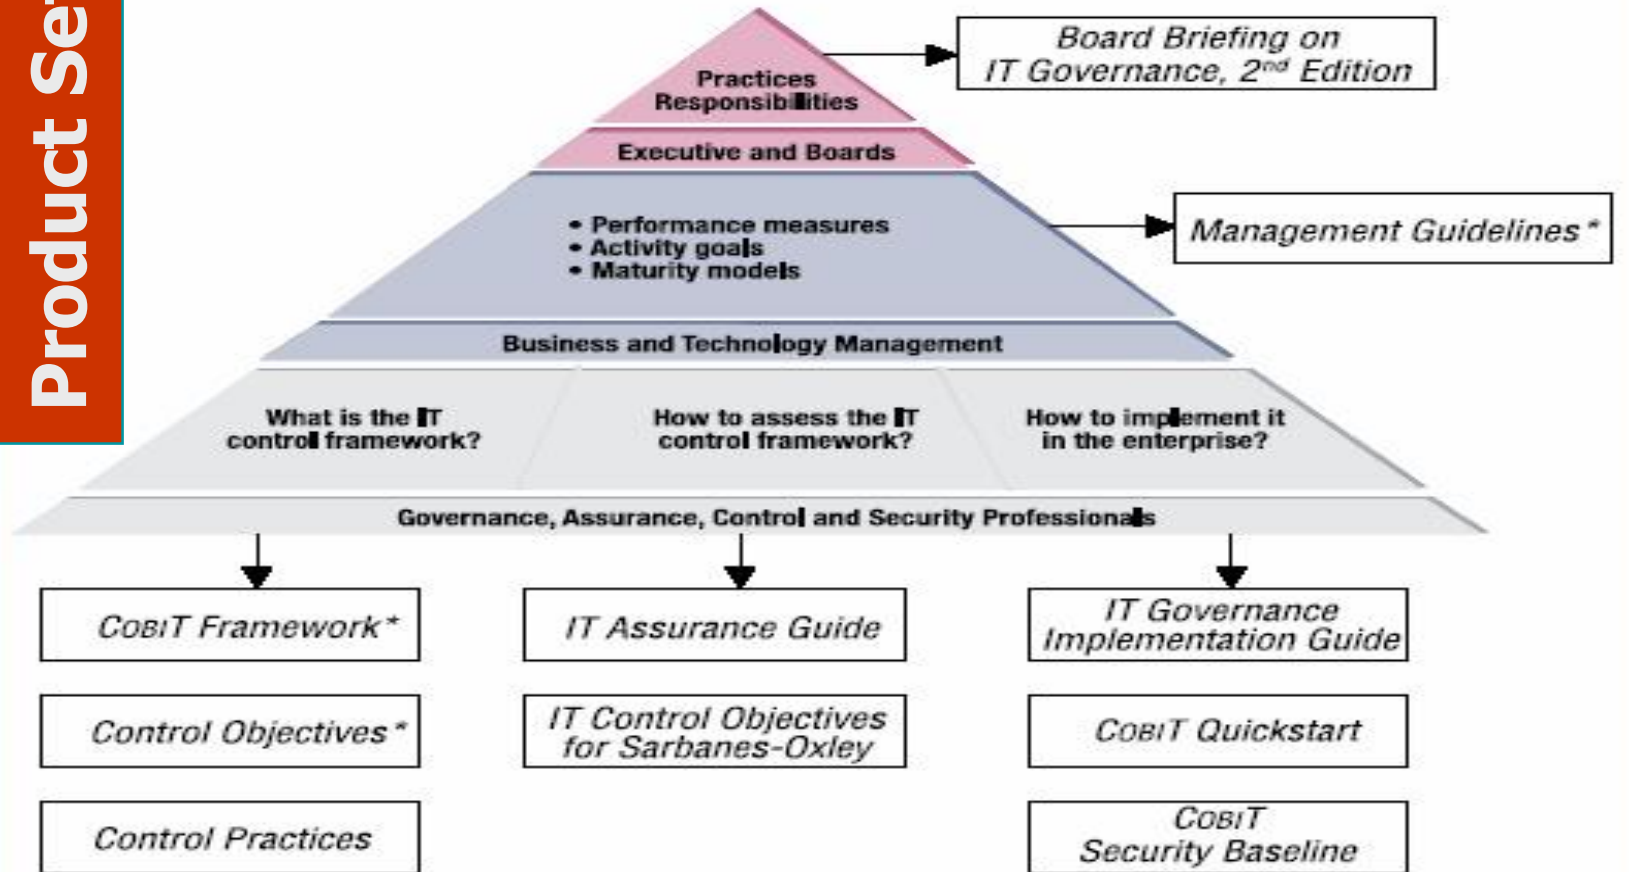 Product Se
Practices
Responsibilities
Board Briefing on
IT Governance, 2nd Edition
Executive and Boards
• Performance measures
• Activity goals
• Maturity models
Management Guidelines*
Business and Technology Management
What is the IT
control framework?
How to assess the IT
control framework?
How to implement it
in the enterprise?
Governance, Assurance, Control and Security Professionals
COBIT Framework*
IT Assurance Guide
IT Governance
Implementation Guide
Control Objectives*
IT Control Objectives
for Sarbanes-Oxley
COBIT Quickstart
Control Practices
COBIT
Security Baseline